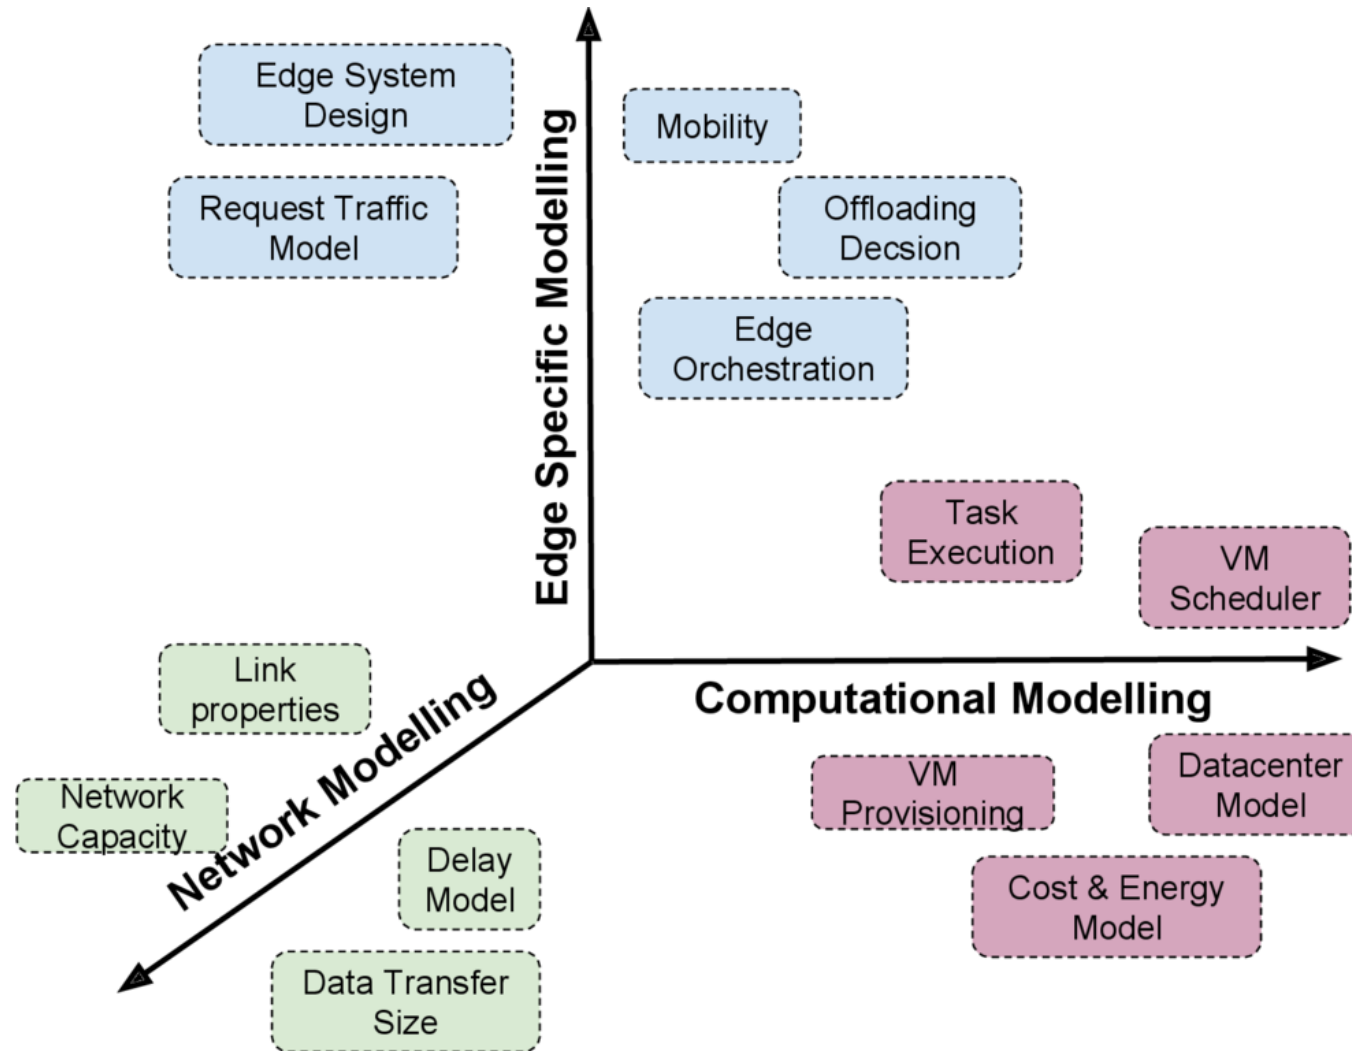 Edge System
Design
Mobility
Request Traffic
Model
Offloading
Decsion
Edge Specific Modelling
Edge
Orchestration
Task
Execution
VM
Scheduler
Link
properties
Computational Modelling
Network Modelling
Network
Capacity
VM
Provisioning
Datacenter
Model
Delay
Model
Cost & Energy
Model
Data Transfer
Size